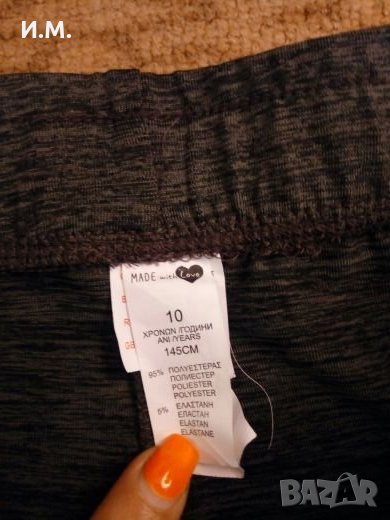 И.М.
MADE with Love
10
ΧΡΟΝΩΝ /ГОДИНИ
ANI /YEARS
145CM
95% ΠΟΛΥΕΣΤΕΡΑΣ
ПОЛИЕСТЕР
POLIESTER
POLYESTER
5% ΕΛΑΣΤΑΝΗ
ЕЛАСТАН
ELASTAN
ELASTANE
BAZAR